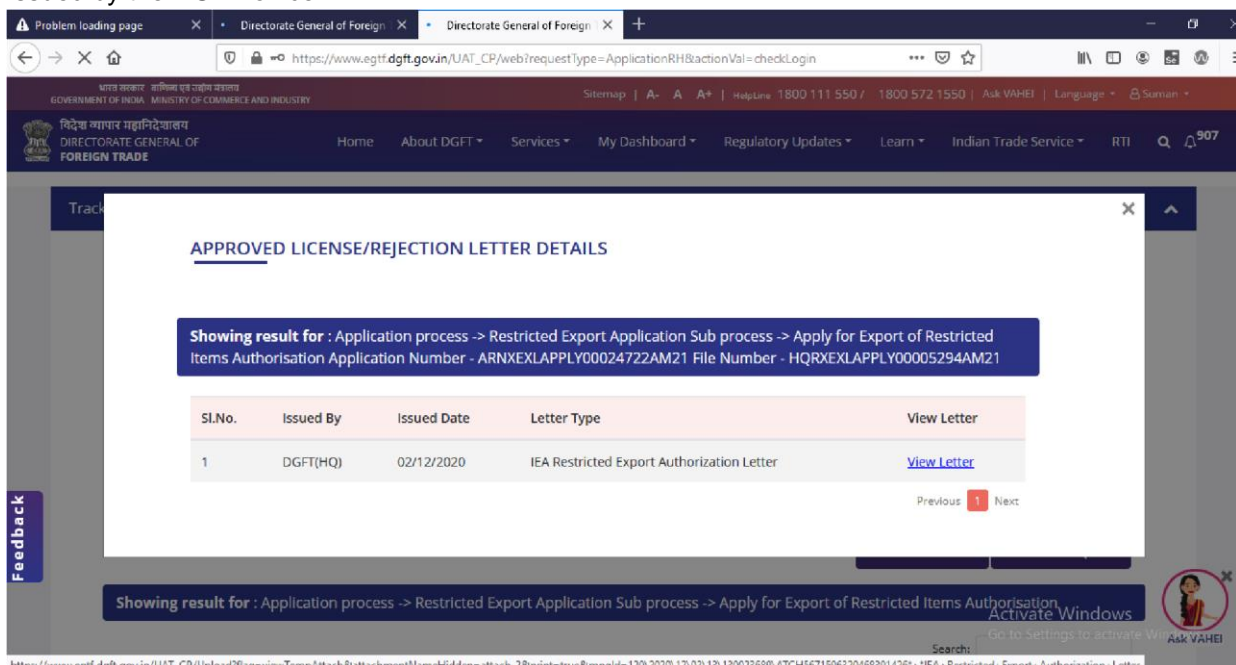 Problem loading page
Directorate General of Foreign
Directorate General of Foreign
https://www.egtf.dgft.gov.in/UAT_CP/web?requestType=ApplicationRH&actionVal=checkLogin
भारत सरकार वाणिज्य एवं उद्योग मंत्रालय
GOVERNMENT OF INDIA MINISTRY OF COMMERCE AND INDUSTRY
Sitemap | A- A A+ | HelpLine 1800 111 550 / 1800 572 1550 | Ask VAHEI | Language Suman
विदेश व्यापार महानिदेशालय
DIRECTORATE GENERAL OF
FOREIGN TRADE
Home About DGFT Services My Dashboard Regulatory Updates Learn Indian Trade Service RTI 907
Track
APPROVED LICENSE/REJECTION LETTER DETAILS
Showing result for : Application process -> Restricted Export Application Sub process -> Apply for Export of Restricted
Items Authorisation Application Number - ARNXEXLAPPLY00024722AM21 File Number - HQRXEXLAPPLY00005294AM21
Sl.No. Issued By Issued Date Letter Type View Letter
1 DGFT(HQ) 02/12/2020 IEA Restricted Export Authorization Letter View Letter
Previous 1 Next
Feedback
Showing result for : Application process -> Restricted Export Application Sub process -> Apply for Export of Restricted Items Authorisation
Activate Windows
Go to Settings to activate
Search:
Ask VAHEI